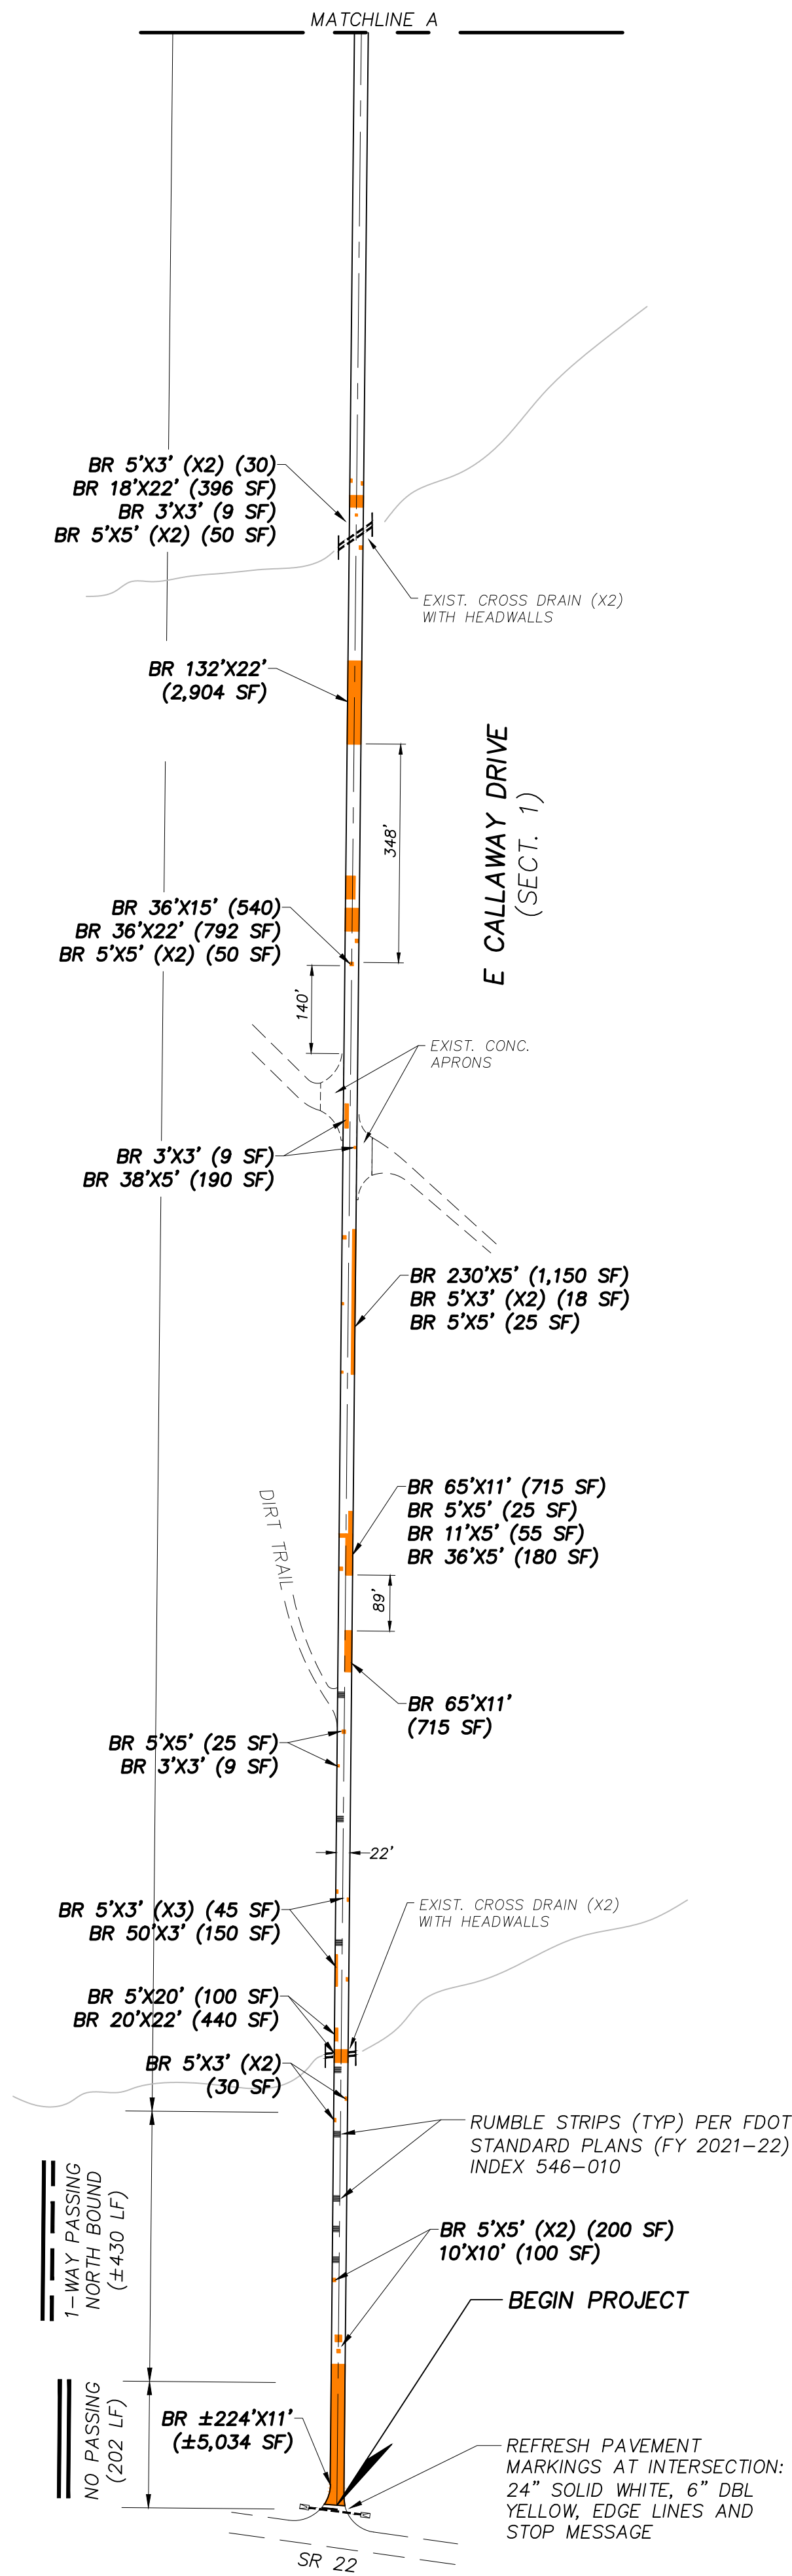 MATCHLINE A
BR 5'X3' (X2) (30)
BR 18'X22' (396 SF)
BR 3'X3' (9 SF)
BR 5'X5' (X2) (50 SF)
EXIST. CROSS DRAIN (X2)
WITH HEADWALLS
BR 132'X22'
(2,904 SF)
E CALLAWAY DRIVE
(SECT. 1)
348'
BR 36'X15' (540)
BR 36'X22' (792 SF)
BR 5'X5' (X2) (50 SF)
140'
EXIST. CONC.
APRONS
BR 3'X3' (9 SF)
BR 38'X5' (190 SF)
BR 230'X5' (1,150 SF)
BR 5'X3' (X2) (18 SF)
BR 5'X5' (25 SF)
BR 65'X11' (715 SF)
BR 5'X5' (25 SF)
BR 11'X5' (55 SF)
BR 36'X5' (180 SF)
DIRT TRAIL
89'
BR 65'X11'
(715 SF)
BR 5'X5' (25 SF)
BR 3'X3' (9 SF)
22'
BR 5'X3' (X3) (45 SF)
BR 50'X3' (150 SF)
EXIST. CROSS DRAIN (X2)
WITH HEADWALLS
BR 5'X20' (100 SF)
BR 20'X22' (440 SF)
BR 5'X3' (X2)
(30 SF)
RUMBLE STRIPS (TYP) PER FDOT
STANDARD PLANS (FY 2021-22)
INDEX 546-010
1-WAY PASSING
NORTH BOUND
(±430 LF)
BR 5'X5' (X2) (200 SF)
10'X10' (100 SF)
BEGIN PROJECT
NO PASSING
(202 LF)
BR ±224'X11'
(±5,034 SF)
REFRESH PAVEMENT
MARKINGS AT INTERSECTION:
24" SOLID WHITE, 6" DBL
YELLOW, EDGE LINES AND
STOP MESSAGE
SR 22